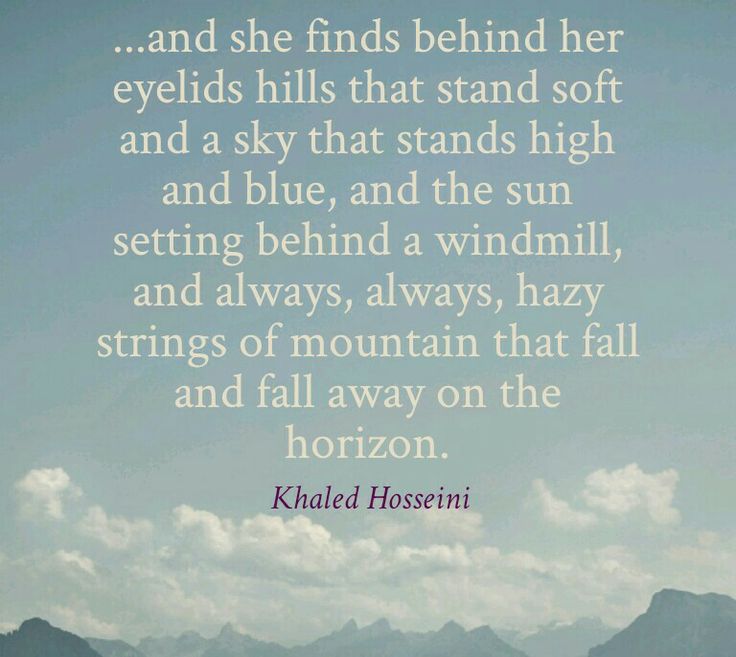 ...and she finds behind her
eyelids hills that stand soft
and a sky that stands high
and blue, and the sun
setting behind a windmill,
and always, always, hazy
strings of mountain that fall
and fall away on the
horizon.
Khaled Hosseini